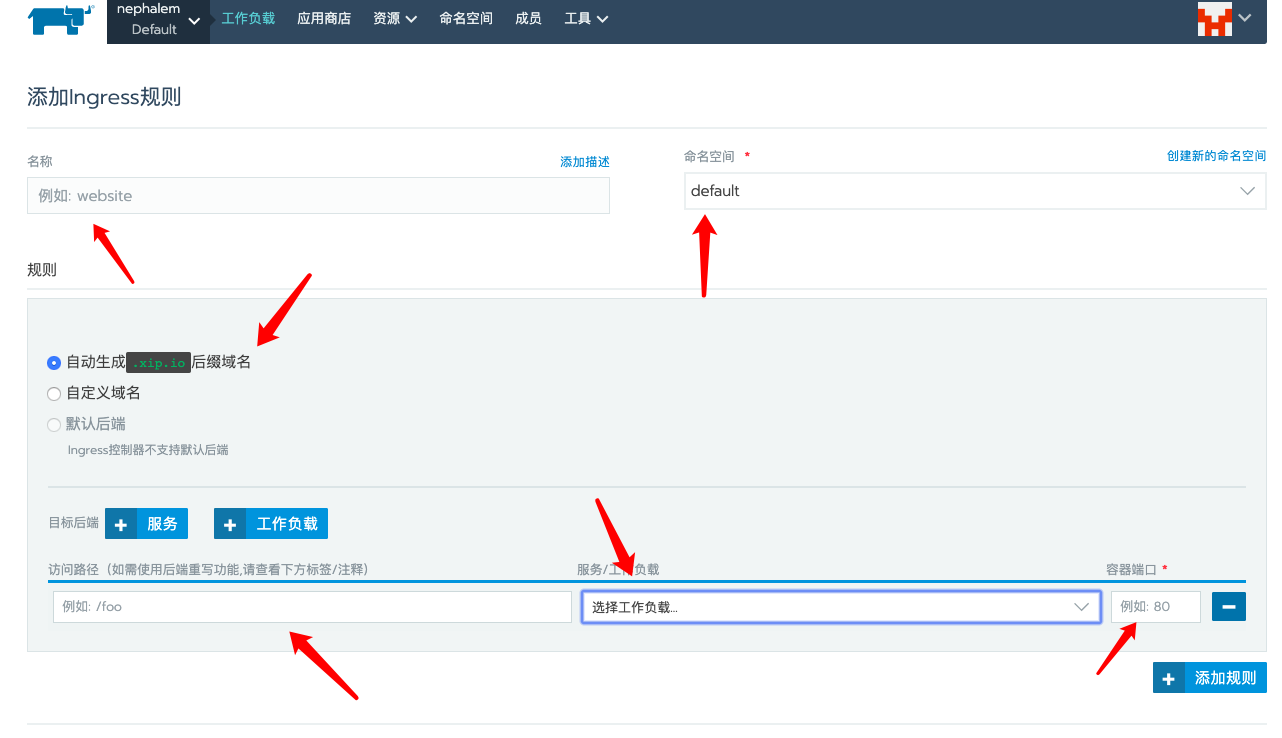 nephalem
Default
工作负载
应用商店
资源
命名空间
成员
工具
添加Ingress规则
名称
添加描述
命名空间 *
创建新的命名空间
例如: website
default
规则
自动生成.xip.io后缀域名
自定义域名
默认后端
Ingress控制器不支持默认后端
目标后端
+ 服务
+ 工作负载
访问路径（如需使用后端重写功能,请查看下方标签/注释）
服务/工作负载
容器端口 *
例如: /foo
选择工作负载...
例如: 80
+ 添加规则